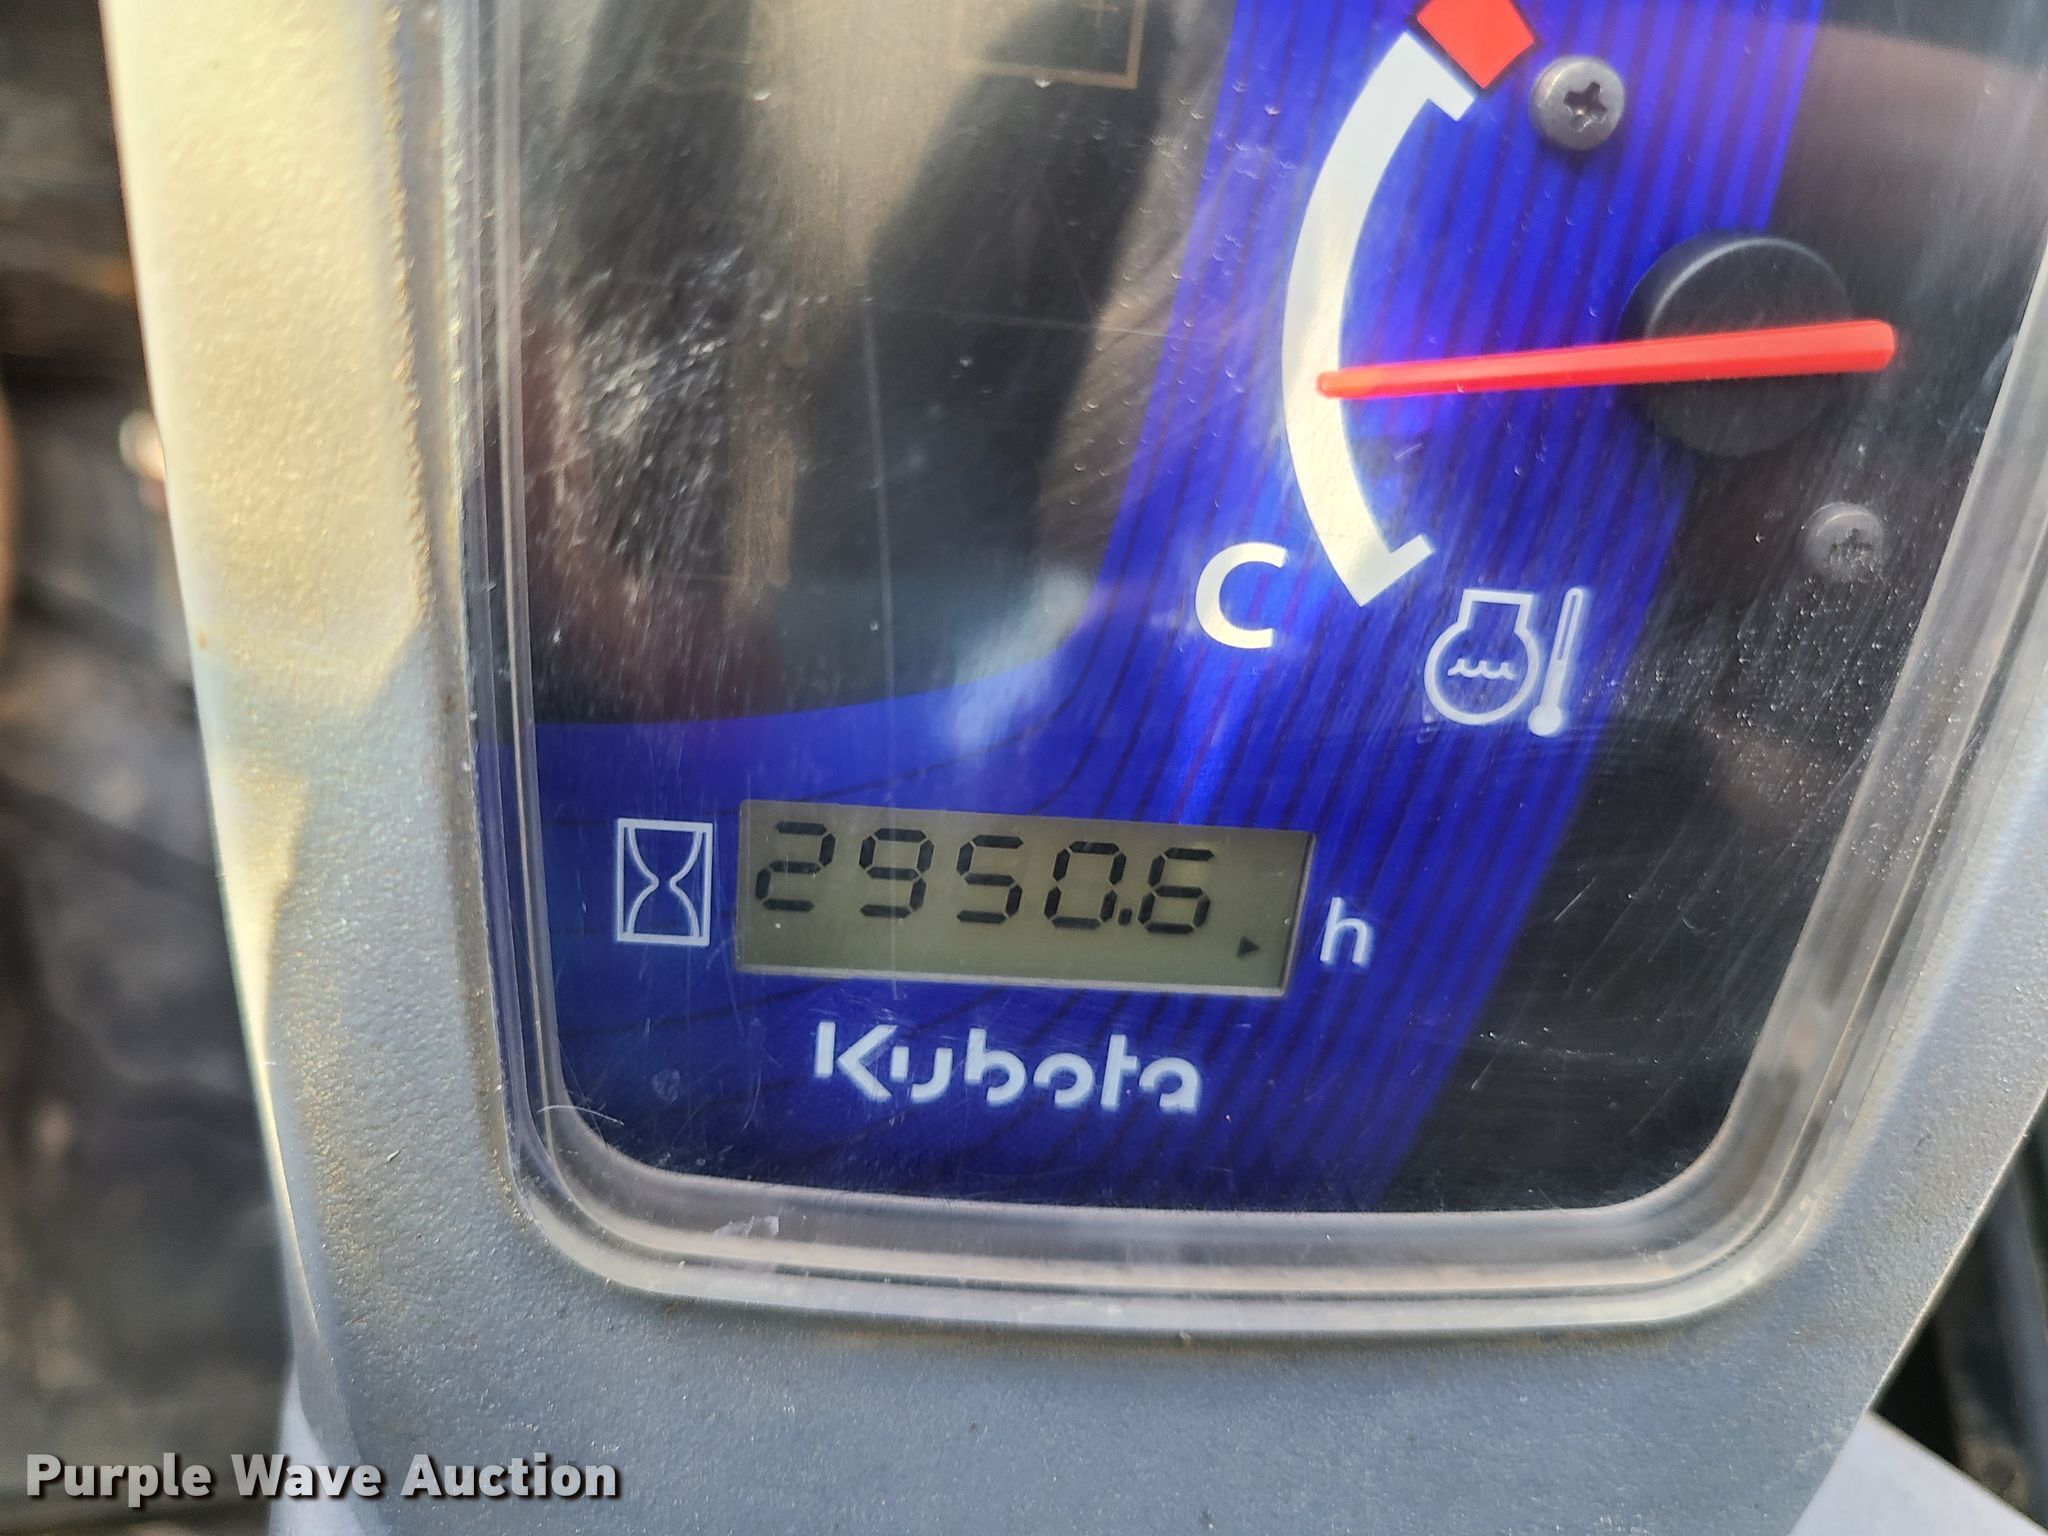 C
2950.6 h
Kubota
Purple Wave Auction